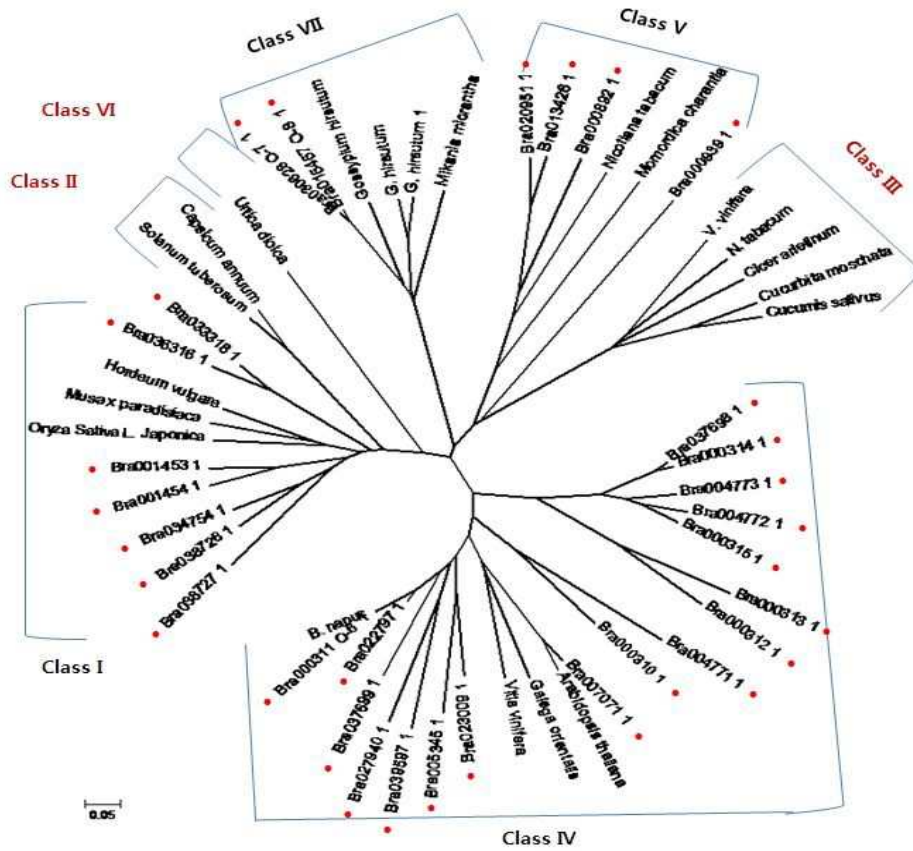 Class VII
Class V
Class VI
Class II
Class III
Gossypium hirsutum
G. hirsutum
G. hirsutum 1
Mikania micrantha
Bra020951 1
Bra013426 1
Bra000892 1
Nicotiana tabacum
Momordica charantia
Bra000939 1
V. vinifera
N. tabacum
Cicer arietinum
Cucurbita moschata
Cucumis sativus
Urtica dioica
Capsicum annuum
Solanum tuberosum
Bra033318 1
Bra036316 1
Hordeum vulgare
Musax paradisiaca
Oryza Sativa L. Japonica
Bra001453 1
Bra001454 1
Bra034754 1
Bra038726 1
Bra038727 1
Class I
Bra037698 1
Bra000314 1
Bra004773 1
Bra004772 1
Bra000315 1
Bra000313 1
Bra000312 1
Bra004771 1
Bra000310 1
Bra007071 1
Arabidopsis thaliana
Galega orientalis
Vitis vinifera
Bra023009 1
Bra005345 1
Bra039597 1
Bra027940 1
Bra037699 1
Bra022797 1
Bra000311
B. napus
0.05
Class IV